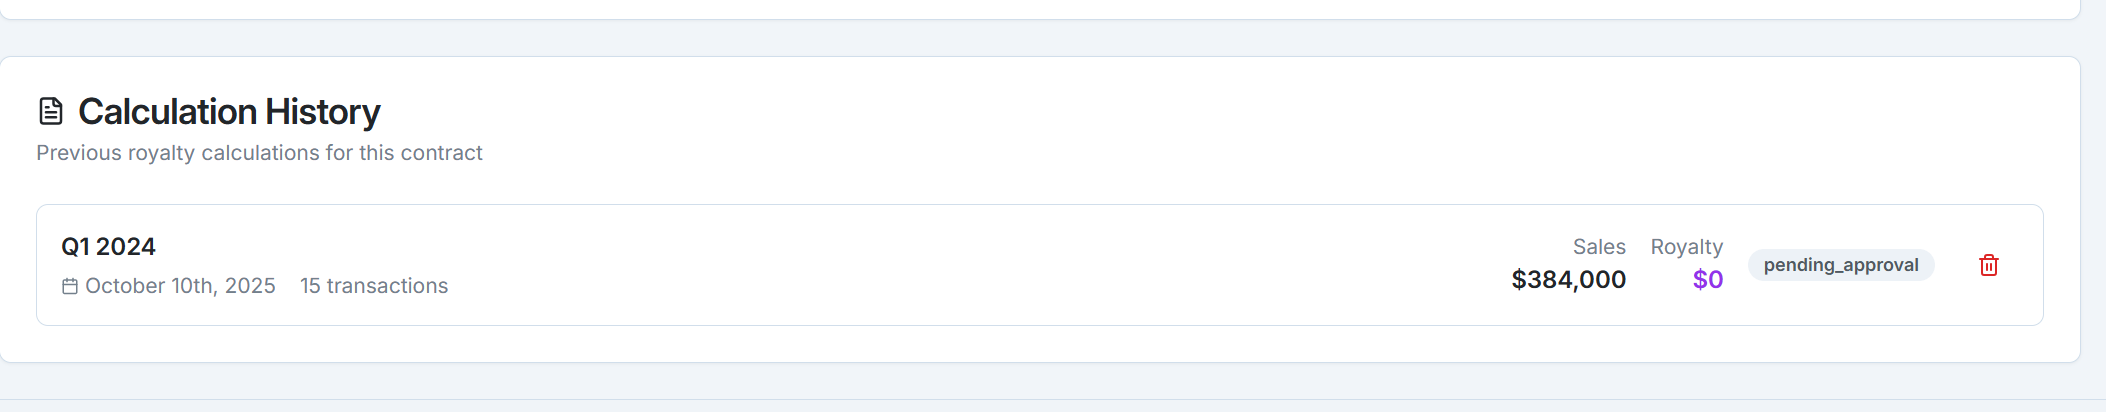 Calculation History
Previous royalty calculations for this contract
Q1 2024
October 10th, 2025 15 transactions
Sales Royalty
$384,000 $0
pending_approval